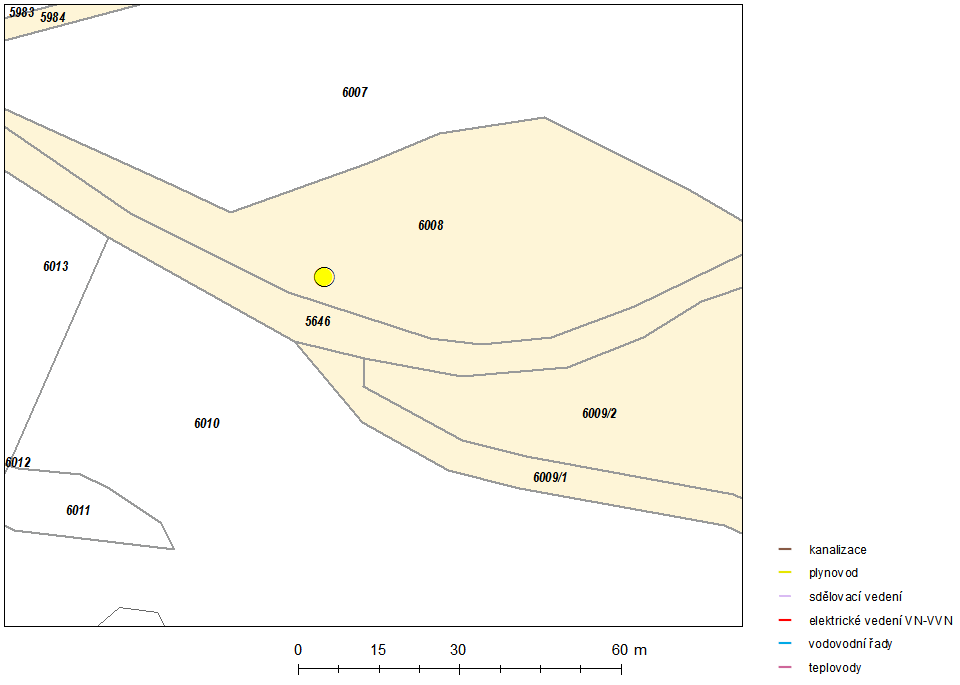 5983
5984
6007
6008
6013
5646
6009/2
6010
6012
6009/1
6011
kanalizace
plynovod
sdělovací vedení
elektrické vedení VN-VVN
vodovodní řady
teplovody
0 15 30 60 m